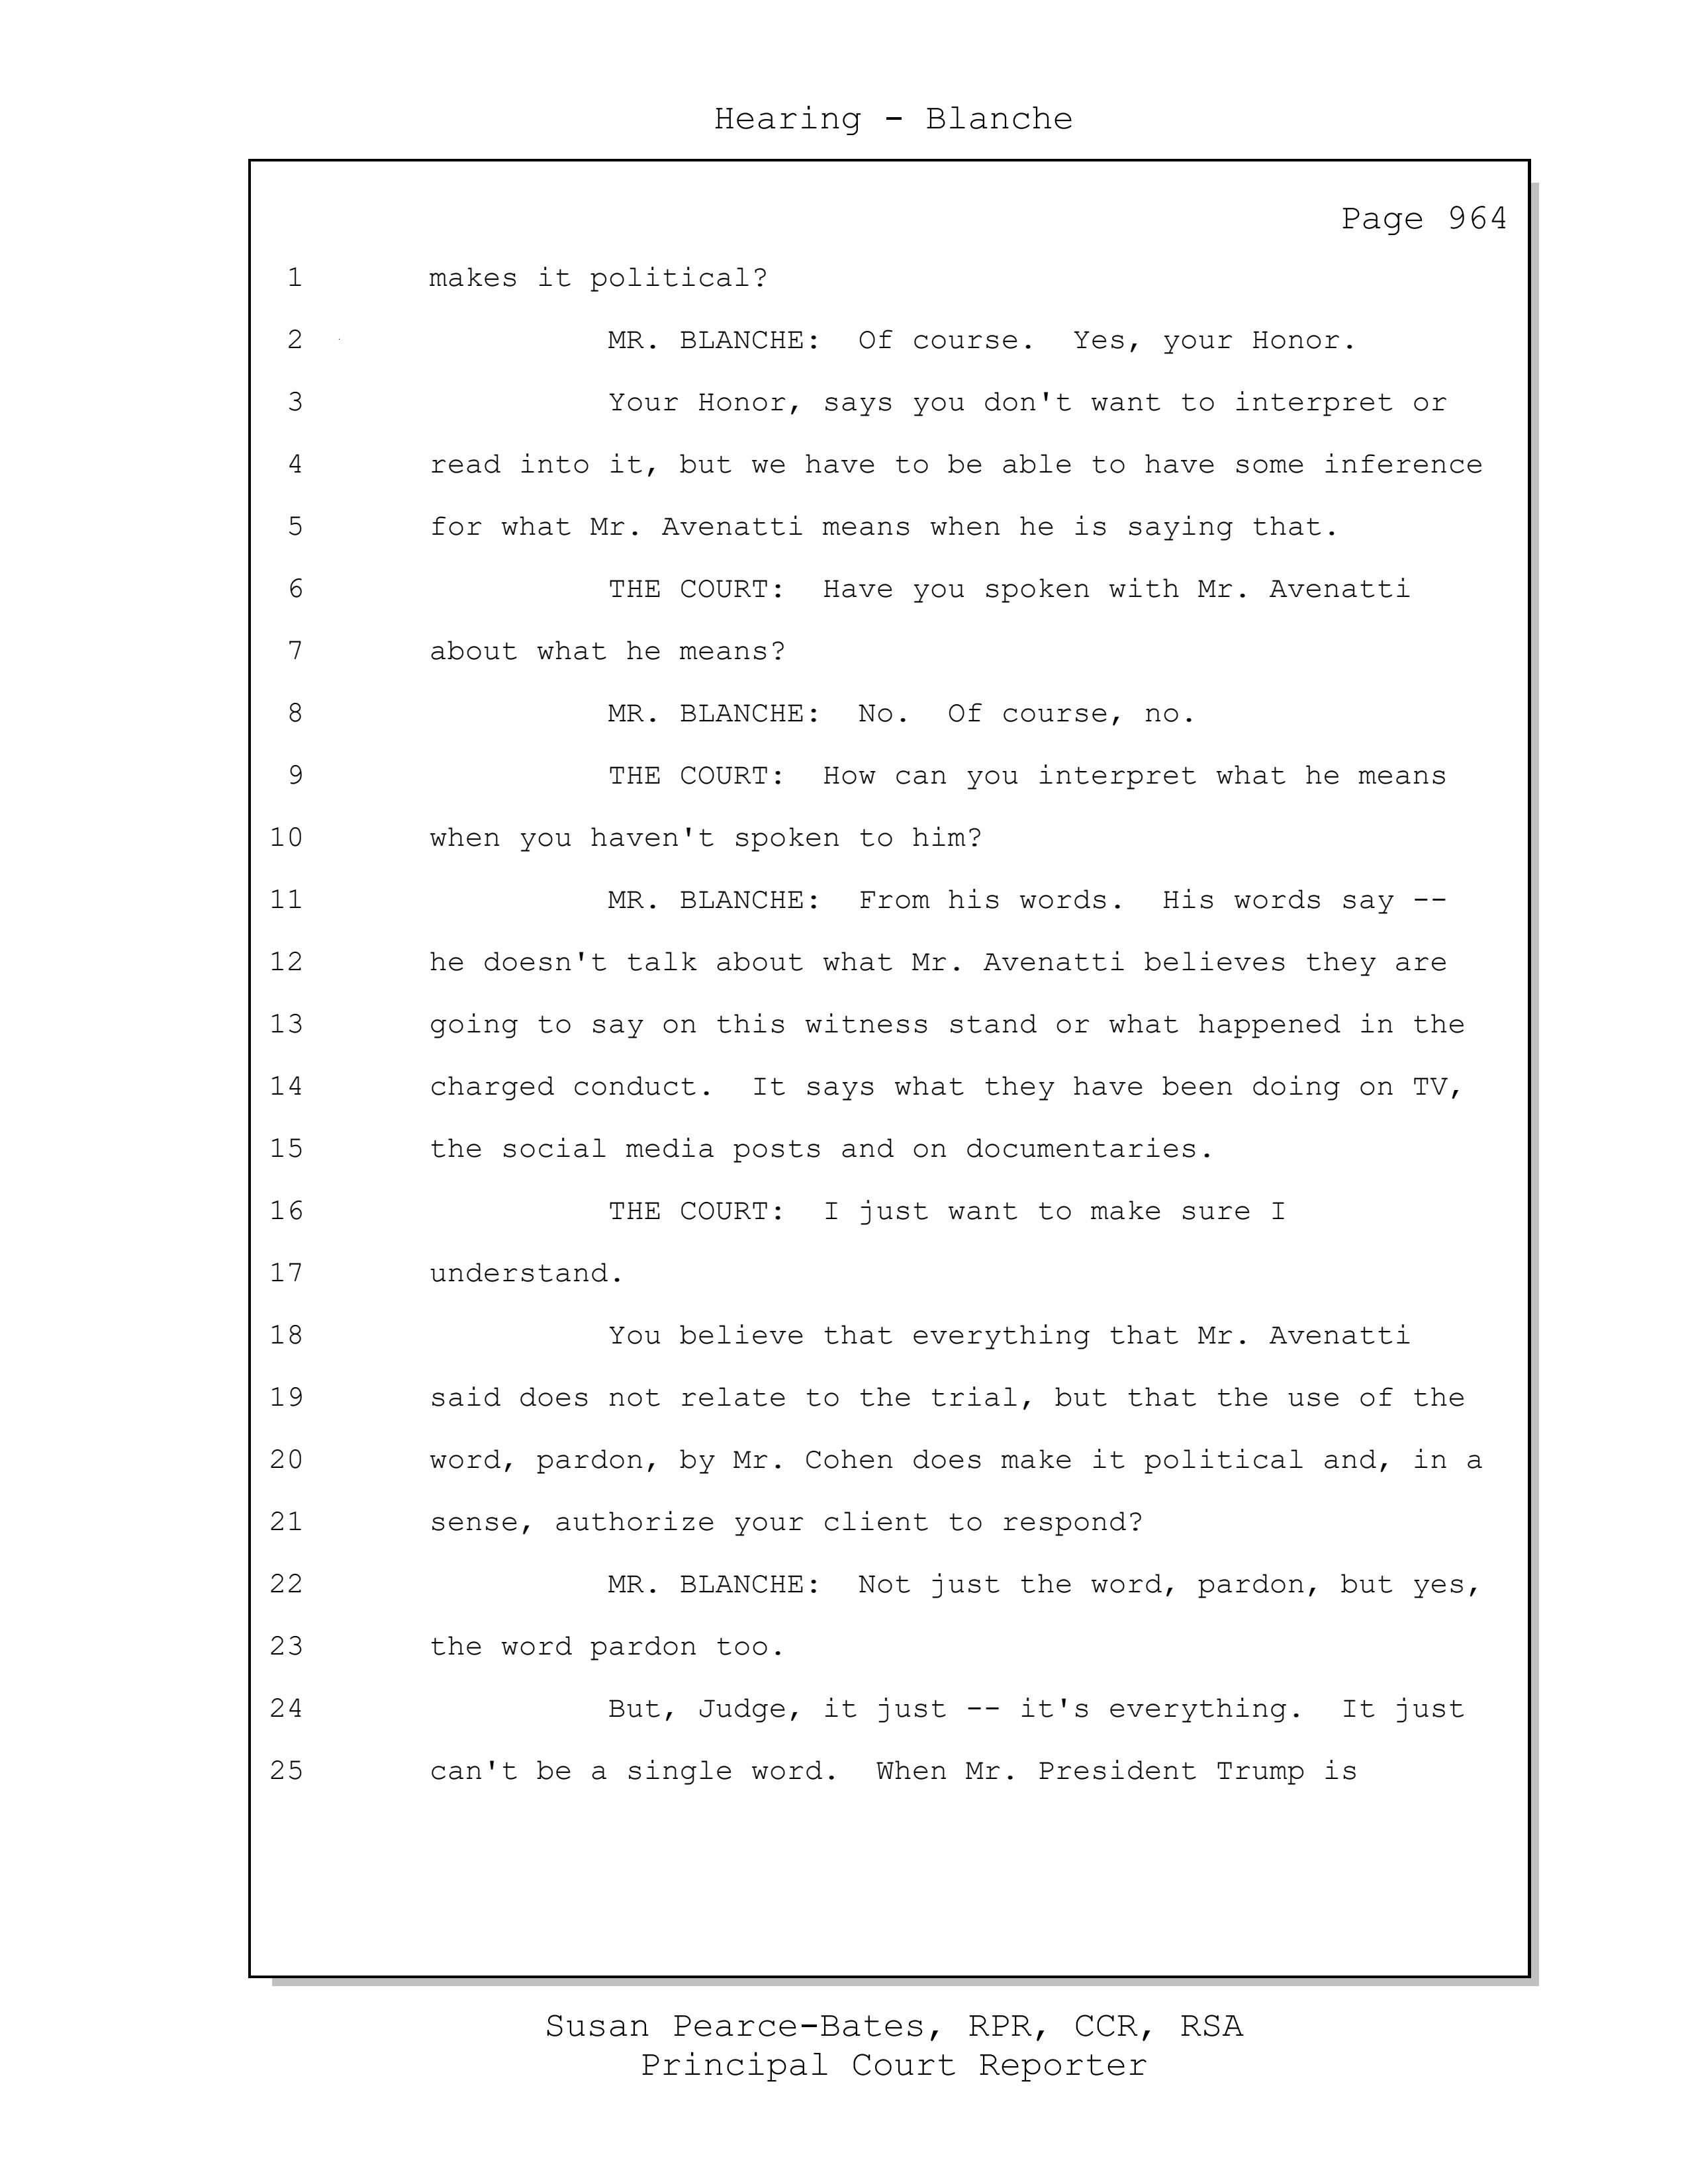 Hearing - Blanche
Page 964
1 makes it political?
2 MR. BLANCHE: Of course. Yes, your Honor.
3 Your Honor, says you don't want to interpret or
4 read into it, but we have to be able to have some inference
5 for what Mr. Avenatti means when he is saying that.
6 THE COURT: Have you spoken with Mr. Avenatti
7 about what he means?
8 MR. BLANCHE: No. Of course, no.
9 THE COURT: How can you interpret what he means
10 when you haven't spoken to him?
11 MR. BLANCHE: From his words. His words say --
12 he doesn't talk about what Mr. Avenatti believes they are
13 going to say on this witness stand or what happened in the
14 charged conduct. It says what they have been doing on TV,
15 the social media posts and on documentaries.
16 THE COURT: I just want to make sure I
17 understand.
18 You believe that everything that Mr. Avenatti
19 said does not relate to the trial, but that the use of the
20 word, pardon, by Mr. Cohen does make it political and, in a
21 sense, authorize your client to respond?
22 MR. BLANCHE: Not just the word, pardon, but yes,
23 the word pardon too.
24 But, Judge, it just -- it's everything. It just
25 can't be a single word. When Mr. President Trump is
Susan Pearce-Bates, RPR, CCR, RSA
Principal Court Reporter